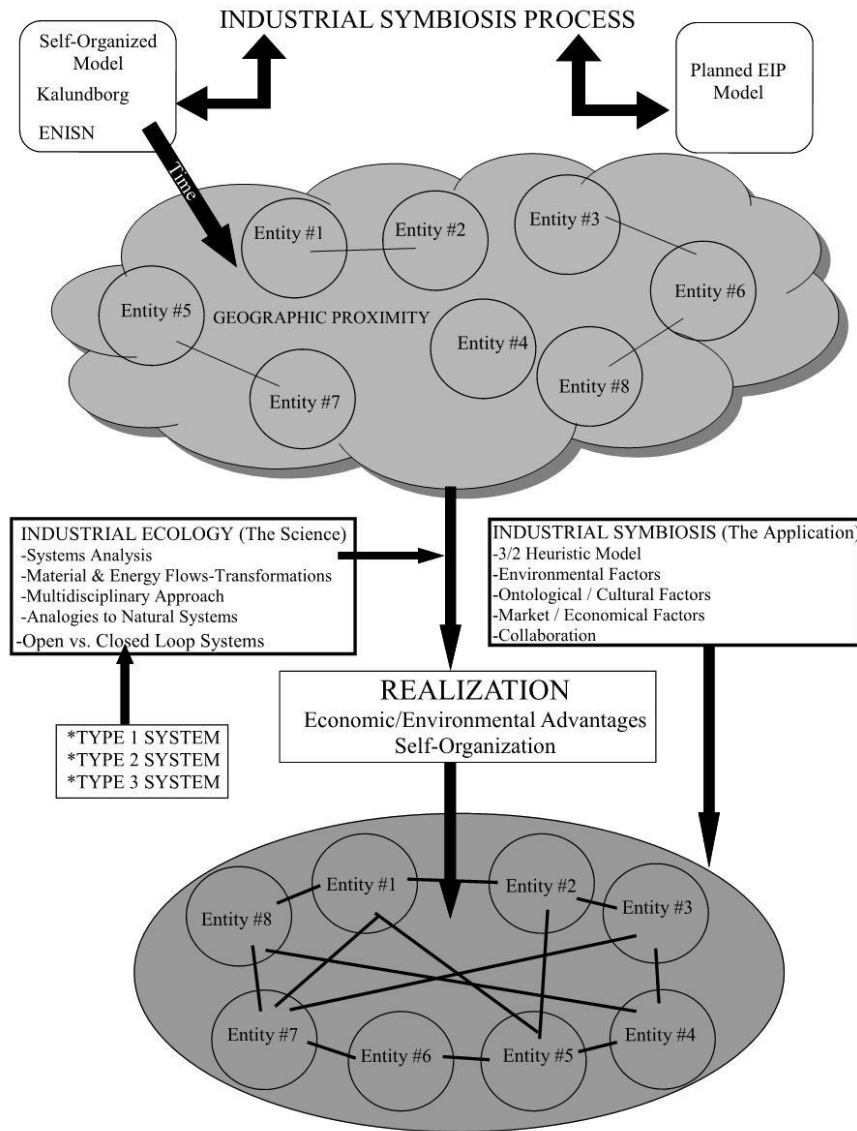 INDUSTRIAL SYMBIOSIS PROCESS
Self-Organized
Model
Kalundborg
ENISN
Planned EIP
Model
Time
Entity #1
Entity #2
Entity #3
Entity #6
Entity #5
GEOGRAPHIC PROXIMITY
Entity #4
Entity #8
Entity #7
INDUSTRIAL ECOLOGY (The Science)
-Systems Analysis
-Material & Energy Flows-Transformations
-Multidisciplinary Approach
-Analogies to Natural Systems
-Open vs. Closed Loop Systems
INDUSTRIAL SYMBIOSIS (The Application)
-3/2 Heuristic Model
-Environmental Factors
-Ontological / Cultural Factors
-Market / Economical Factors
-Collaboration
REALIZATION
Economic/Environmental Advantages
Self-Organization
*TYPE 1 SYSTEM
*TYPE 2 SYSTEM
*TYPE 3 SYSTEM
Entity #1
Entity #2
Entity #3
Entity #8
Entity #7
Entity #6
Entity #5
Entity #4